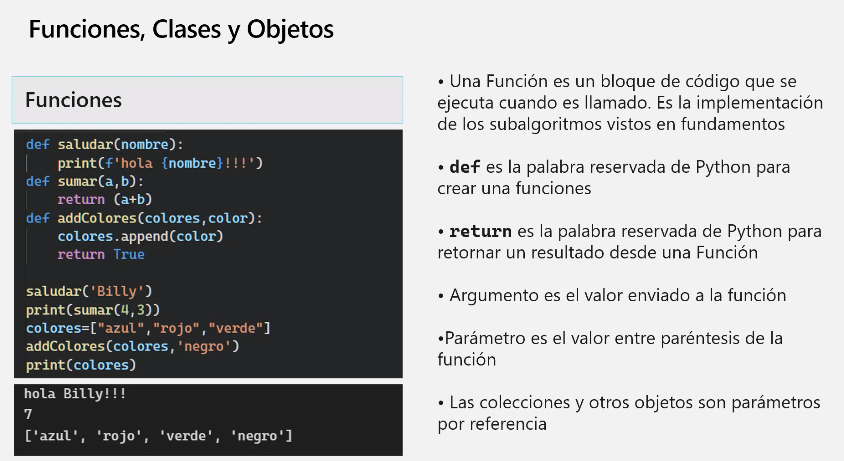 Funciones, Clases y Objetos
Funciones
def saludar(nombre):
    print(f'hola {nombre}!!!')
def sumar(a,b):
    return (a+b)
def addColores(colores,color):
    colores.append(color)
    return True
saludar('Billy')
print(sumar(4,3))
colores=["azul","rojo","verde"]
addColores(colores,'negro')
print(colores)
hola Billy!!!
7
['azul', 'rojo', 'verde', 'negro']
• Una Función es un bloque de código que se
ejecuta cuando es llamado. Es la implementación
de los subalgoritmos vistos en fundamentos
• def es la palabra reservada de Python para
crear una funciones
• return es la palabra reservada de Python para
retornar un resultado desde una Función
• Argumento es el valor enviado a la función
•Parámetro es el valor entre paréntesis de la
función
• Las colecciones y otros objetos son parámetros
por referencia